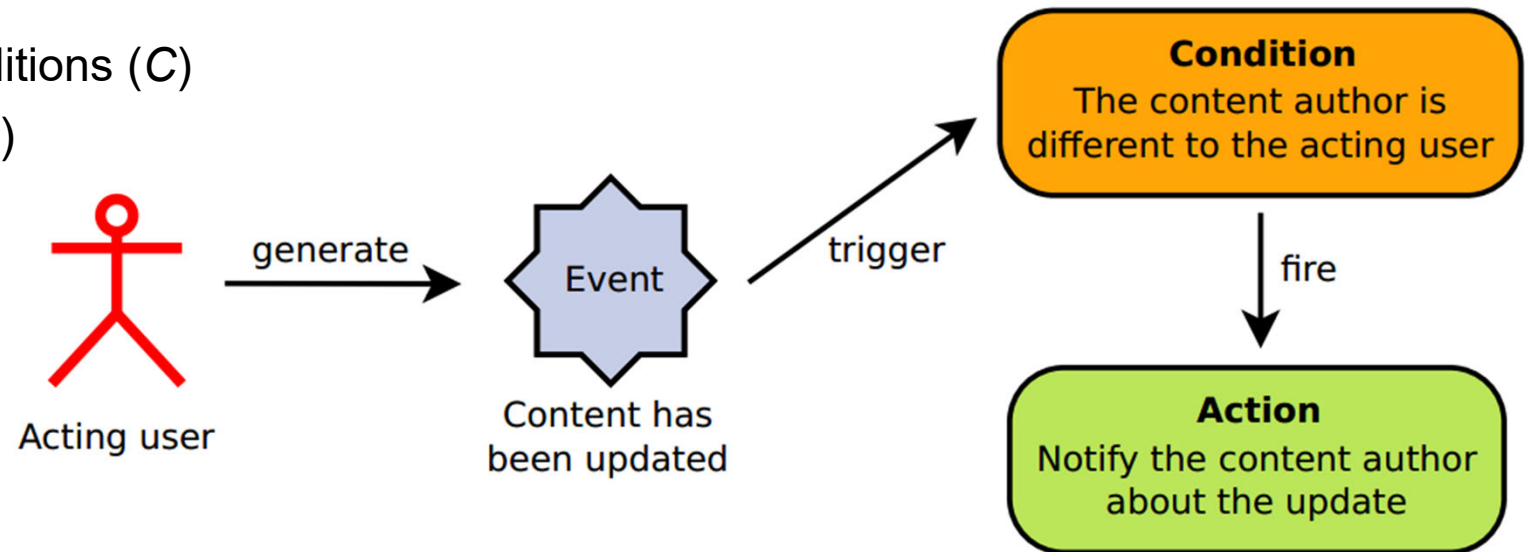 ditions (C)
)
generate
Acting user
Event
Content has
been updated
trigger
Condition
The content author is
different to the acting user
fire
Action
Notify the content author
about the update